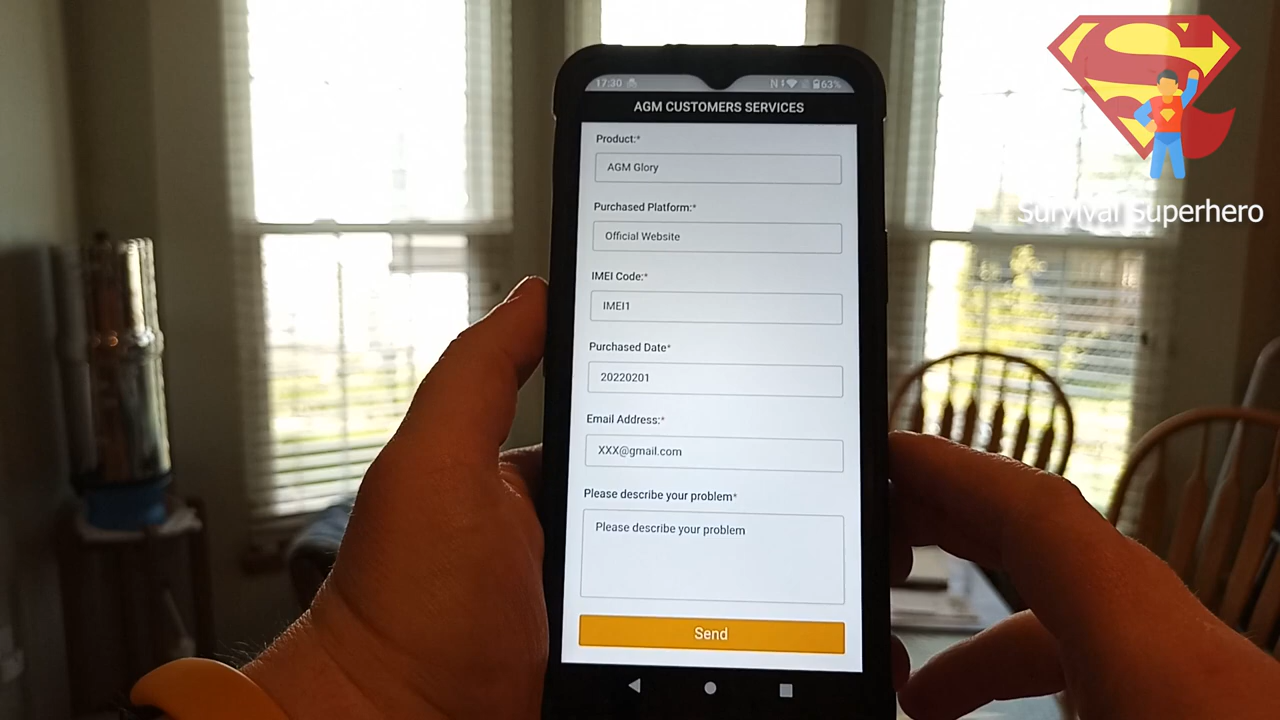 17:30
63%
AGM CUSTOMERS SERVICES
Product:*
AGM Glory
Purchased Platform:*
Official Website
IMEI Code:*
IMEI1
Purchased Date*
20220201
Email Address:*
XXX@gmail.com
Please describe your problem*
Please describe your problem
Send
Survival Superhero